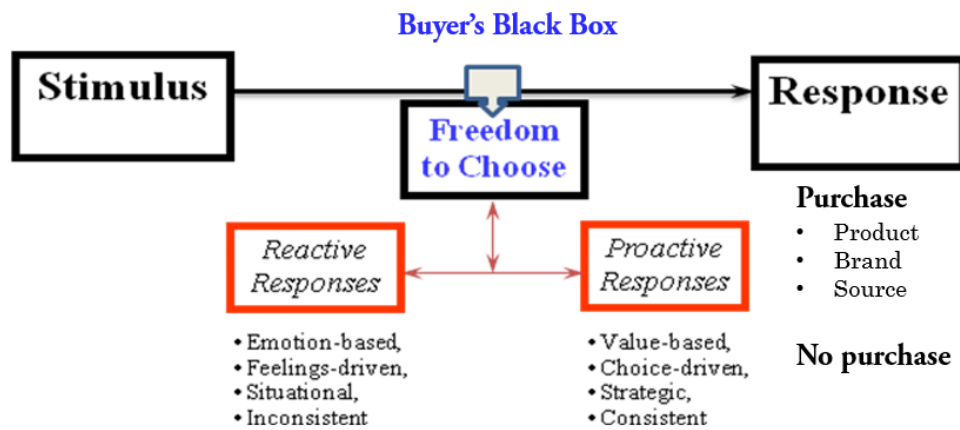 Buyer's Black Box
Stimulus
Response
Freedom
to Choose
Reactive
Responses
Proactive
Responses
• Emotion-based,
• Feelings-driven,
• Situational,
• Inconsistent
• Value-based,
• Choice-driven,
• Strategic,
• Consistent
Purchase
• Product
• Brand
• Source
No purchase